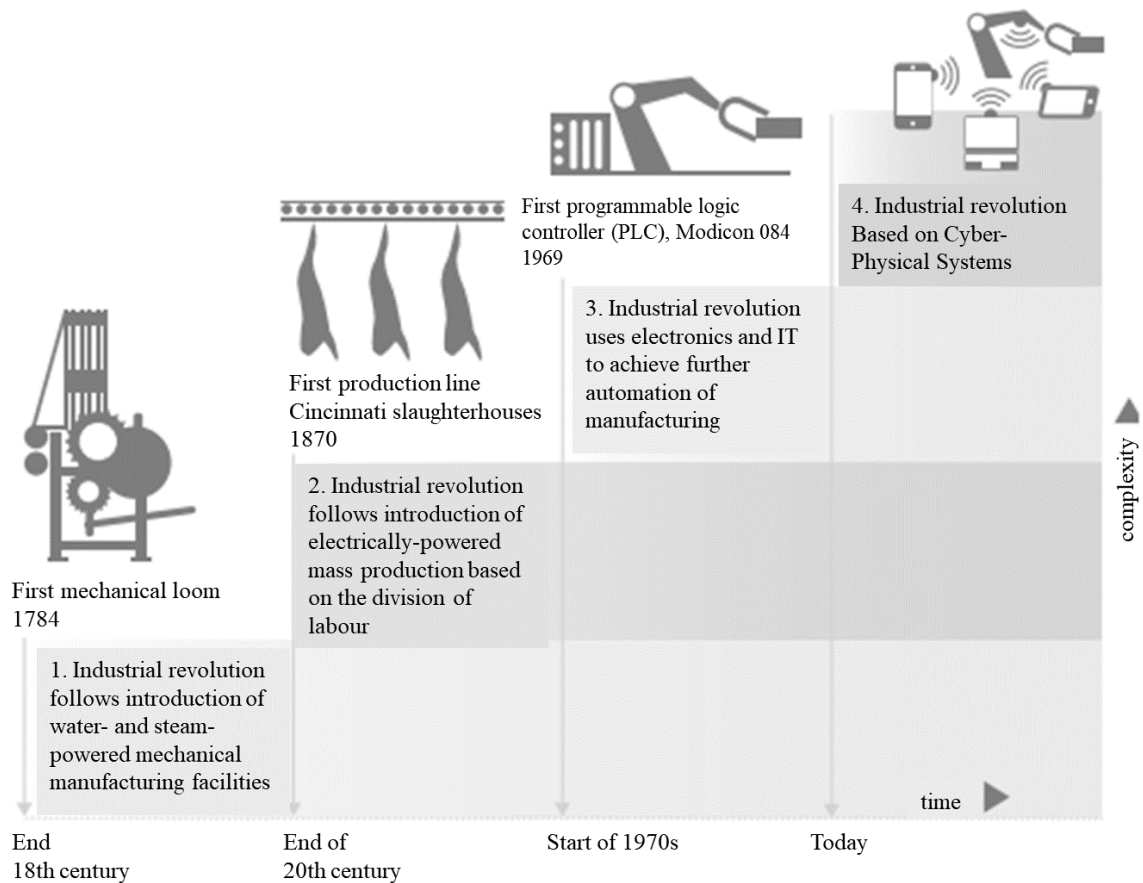 First programmable logic
controller (PLC), Modicon 084
1969
4. Industrial revolution
Based on Cyber-
Physical Systems
3. Industrial revolution
uses electronics and IT
to achieve further
automation of
manufacturing
First production line
Cincinnati slaughterhouses
1870
2. Industrial revolution
follows introduction of
electrically-powered
mass production based
on the division of
labour
First mechanical loom
1784
1. Industrial revolution
follows introduction of
water- and steam-
powered mechanical
manufacturing facilities
complexity
time
End
18th century
End of
20th century
Start of 1970s
Today